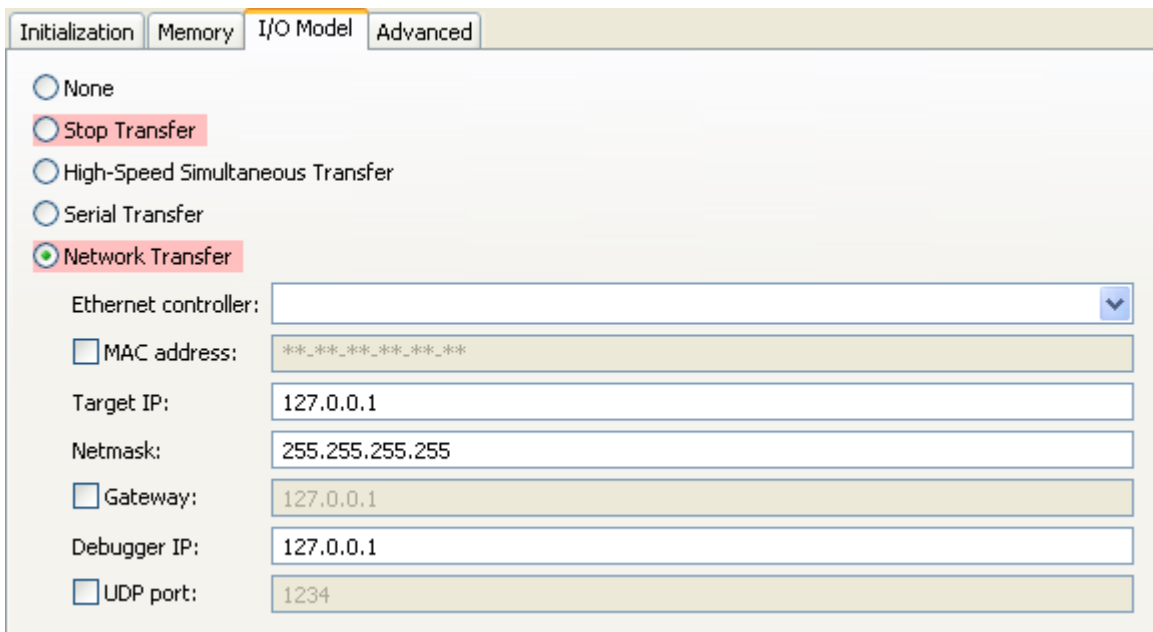 Initialization Memory I/O Model Advanced
None
Stop Transfer
High-Speed Simultaneous Transfer
Serial Transfer
Network Transfer
Ethernet controller:
MAC address: **-**-**-**-**-**
Target IP: 127.0.0.1
Netmask: 255.255.255.255
Gateway: 127.0.0.1
Debugger IP: 127.0.0.1
UDP port: 1234